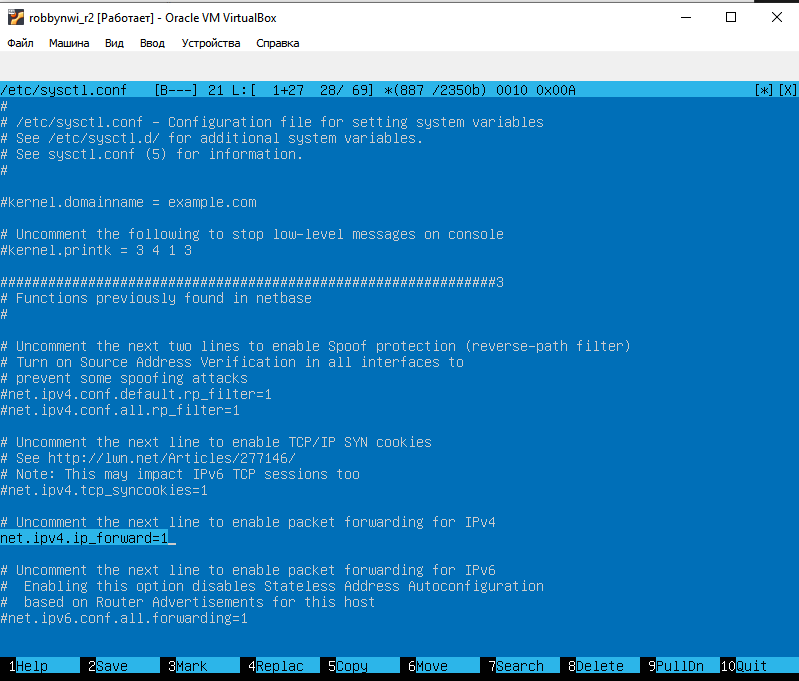 robbynwi_r2 [Работает] - Oracle VM VirtualBox
Файл Машина Вид Ввод Устройства Справка
/etc/sysctl.conf [B---] 21 L:[ 1+27 28/ 69] *(887 /2350b) 0010 0x00A [*][X]
#
# /etc/sysctl.conf - Configuration file for setting system variables
# See /etc/sysctl.d/ for additional system variables.
# See sysctl.conf (5) for information.
#
#kernel.domainname = example.com
# Uncomment the following to stop low-level messages on console
#kernel.printk = 3 4 1 3
##############################################################3
# Functions previously found in netbase
#
# Uncomment the next two lines to enable Spoof protection (reverse-path filter)
# Turn on Source Address Verification in all interfaces to
# prevent some spoofing attacks
#net.ipv4.conf.default.rp_filter=1
#net.ipv4.conf.all.rp_filter=1
# Uncomment the next line to enable TCP/IP SYN cookies
# See http://lwn.net/Articles/277146/
# Note: This may impact IPv6 TCP sessions too
#net.ipv4.tcp_syncookies=1
# Uncomment the next line to enable packet forwarding for IPv4
net.ipv4.ip_forward=1
# Uncomment the next line to enable packet forwarding for IPv6
#  Enabling this option disables Stateless Address Autoconfiguration
#  based on Router Advertisements for this host
#net.ipv6.conf.all.forwarding=1
1Help 2Save 3Mark 4Replac 5Copy 6Move 7Search 8Delete 9PullDn 10Quit